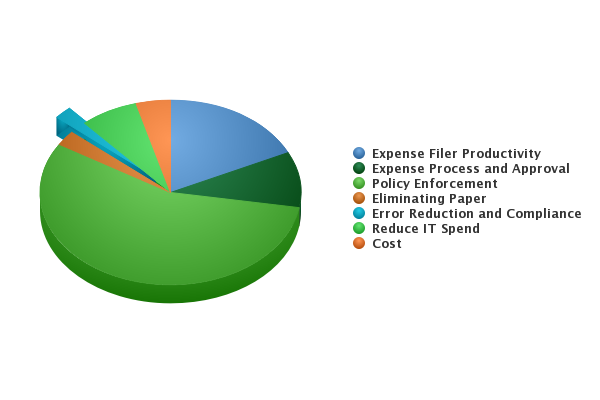 Expense Filer Productivity
Expense Process and Approval
Policy Enforcement
Eliminating Paper
Error Reduction and Compliance
Reduce IT Spend
Cost